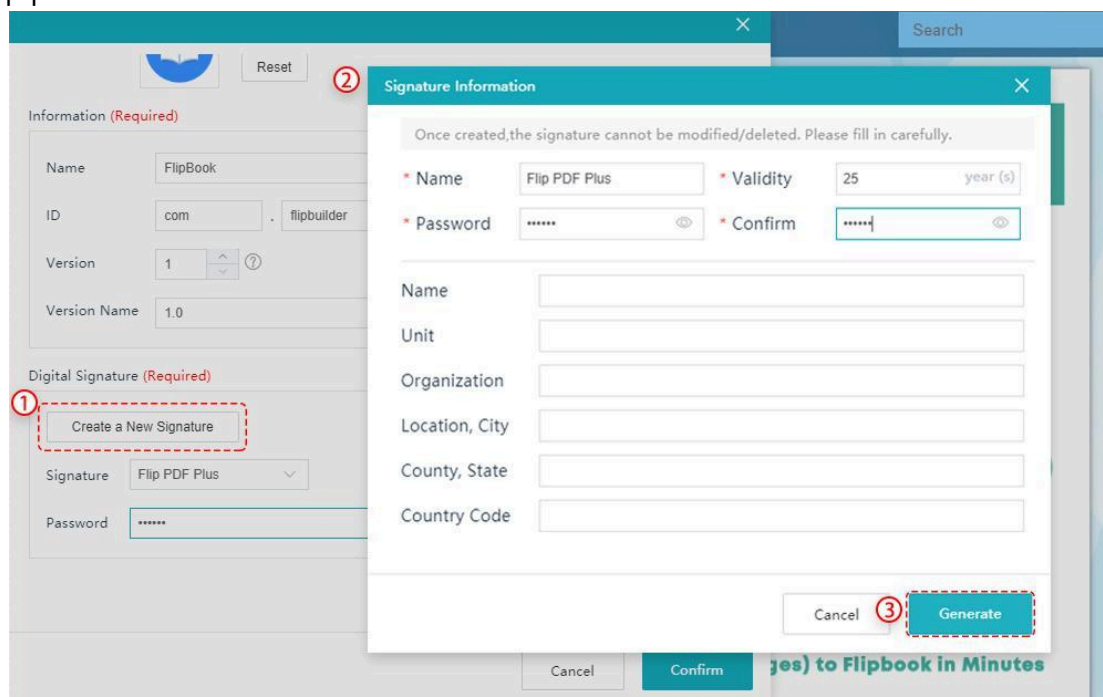 Search
Reset
Information (Required)
Name FlipBook
ID com . flipbuilder
Version 1
Version Name 1.0
Digital Signature (Required)
①
Create a New Signature
Signature Flip PDF Plus
Password ••••••
Cancel Confirm
②
Signature Information
Once created,the signature cannot be modified/deleted. Please fill in carefully.
* Name Flip PDF Plus * Validity 25 year (s)
* Password •••••• * Confirm ••••••
Name
Unit
Organization
Location, City
County, State
Country Code
Cancel ③ Generate
to Flipbook in Minutes